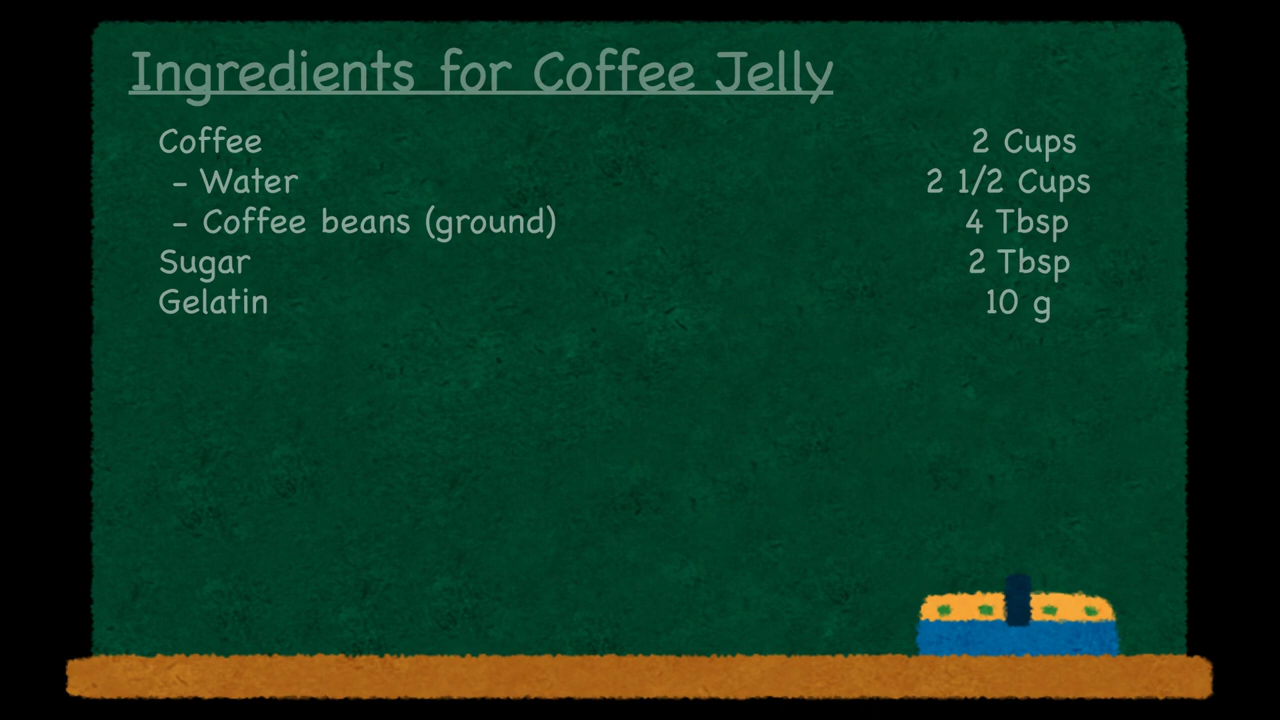 Ingredients for Coffee Jelly
Coffee 2 Cups
– Water 2 1/2 Cups
– Coffee beans (ground) 4 Tbsp
Sugar 2 Tbsp
Gelatin 10 g